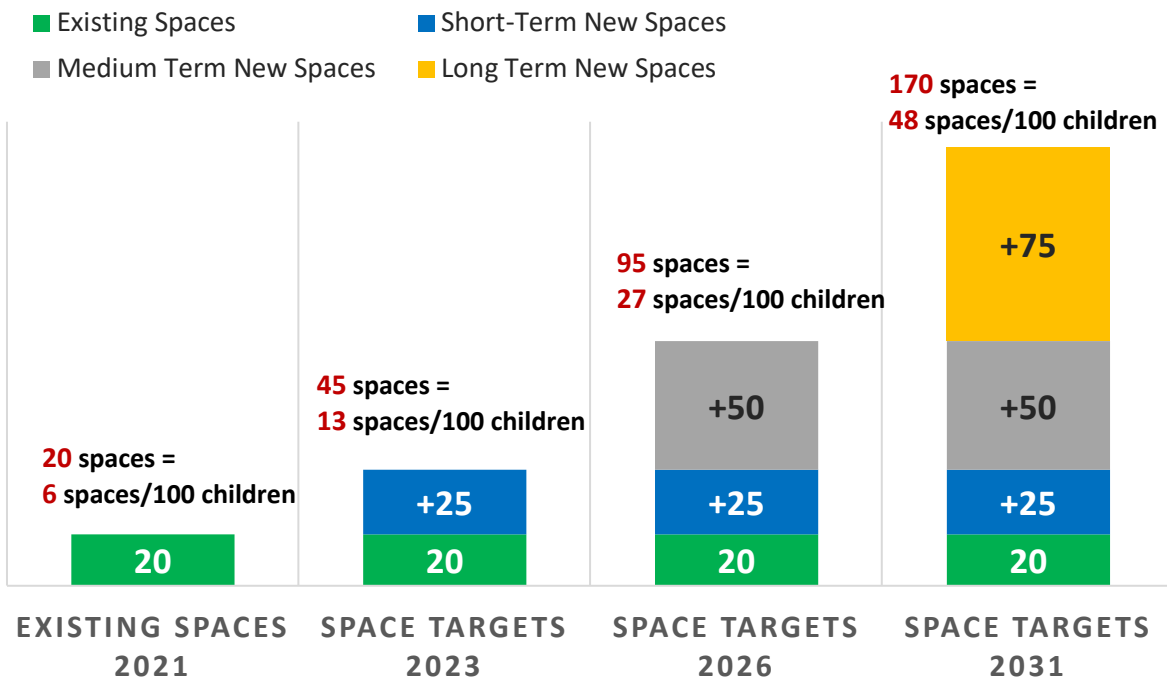 Existing Spaces
Short-Term New Spaces
Medium Term New Spaces
Long Term New Spaces
20 spaces =
6 spaces/100 children
20
EXISTING SPACES
2021
45 spaces =
13 spaces/100 children
+25
20
SPACE TARGETS
2023
95 spaces =
27 spaces/100 children
+50
+25
20
SPACE TARGETS
2026
170 spaces =
48 spaces/100 children
+75
+50
+25
20
SPACE TARGETS
2031